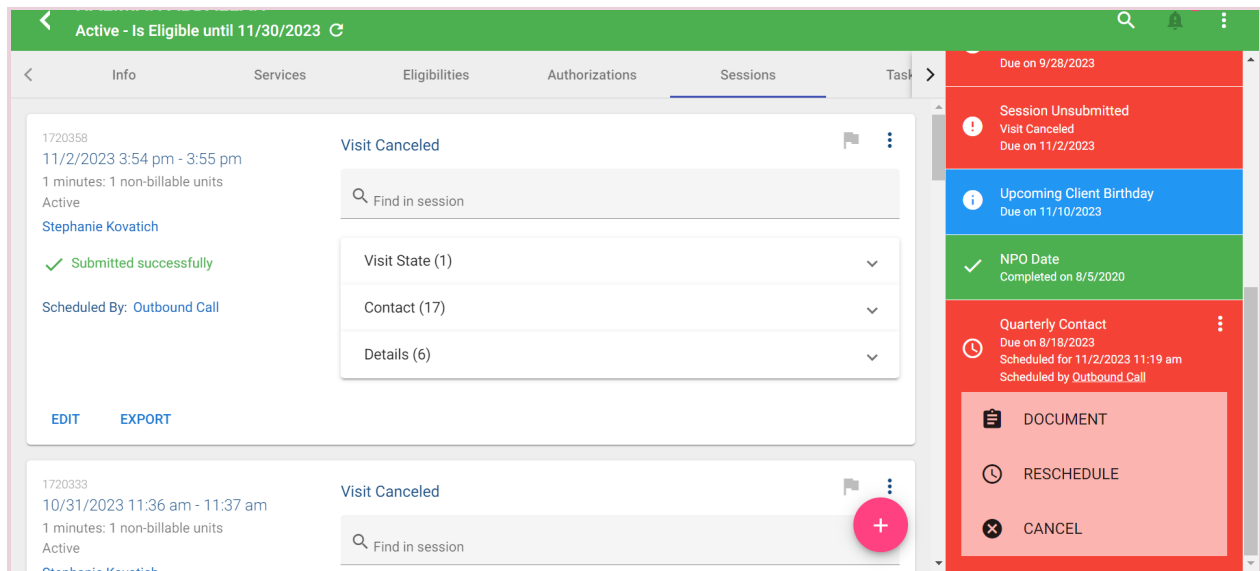 Active - Is Eligible until 11/30/2023
Info
Services
Eligibilities
Authorizations
Sessions
Task
1720358
11/2/2023 3:54 pm - 3:55 pm
1 minutes: 1 non-billable units
Active
Stephanie Kovatich
Submitted successfully
Scheduled By: Outbound Call
Visit Canceled
Find in session
Visit State (1)
Contact (17)
Details (6)
EDIT
EXPORT
1720333
10/31/2023 11:36 am - 11:37 am
1 minutes: 1 non-billable units
Active
Stephanie Kovatich
Visit Canceled
Find in session
Due on 9/28/2023
Session Unsubmitted
Visit Canceled
Due on 11/2/2023
Upcoming Client Birthday
Due on 11/10/2023
NPO Date
Completed on 8/5/2020
Quarterly Contact
Due on 8/18/2023
Scheduled for 11/2/2023 11:19 am
Scheduled by Outbound Call
DOCUMENT
RESCHEDULE
CANCEL